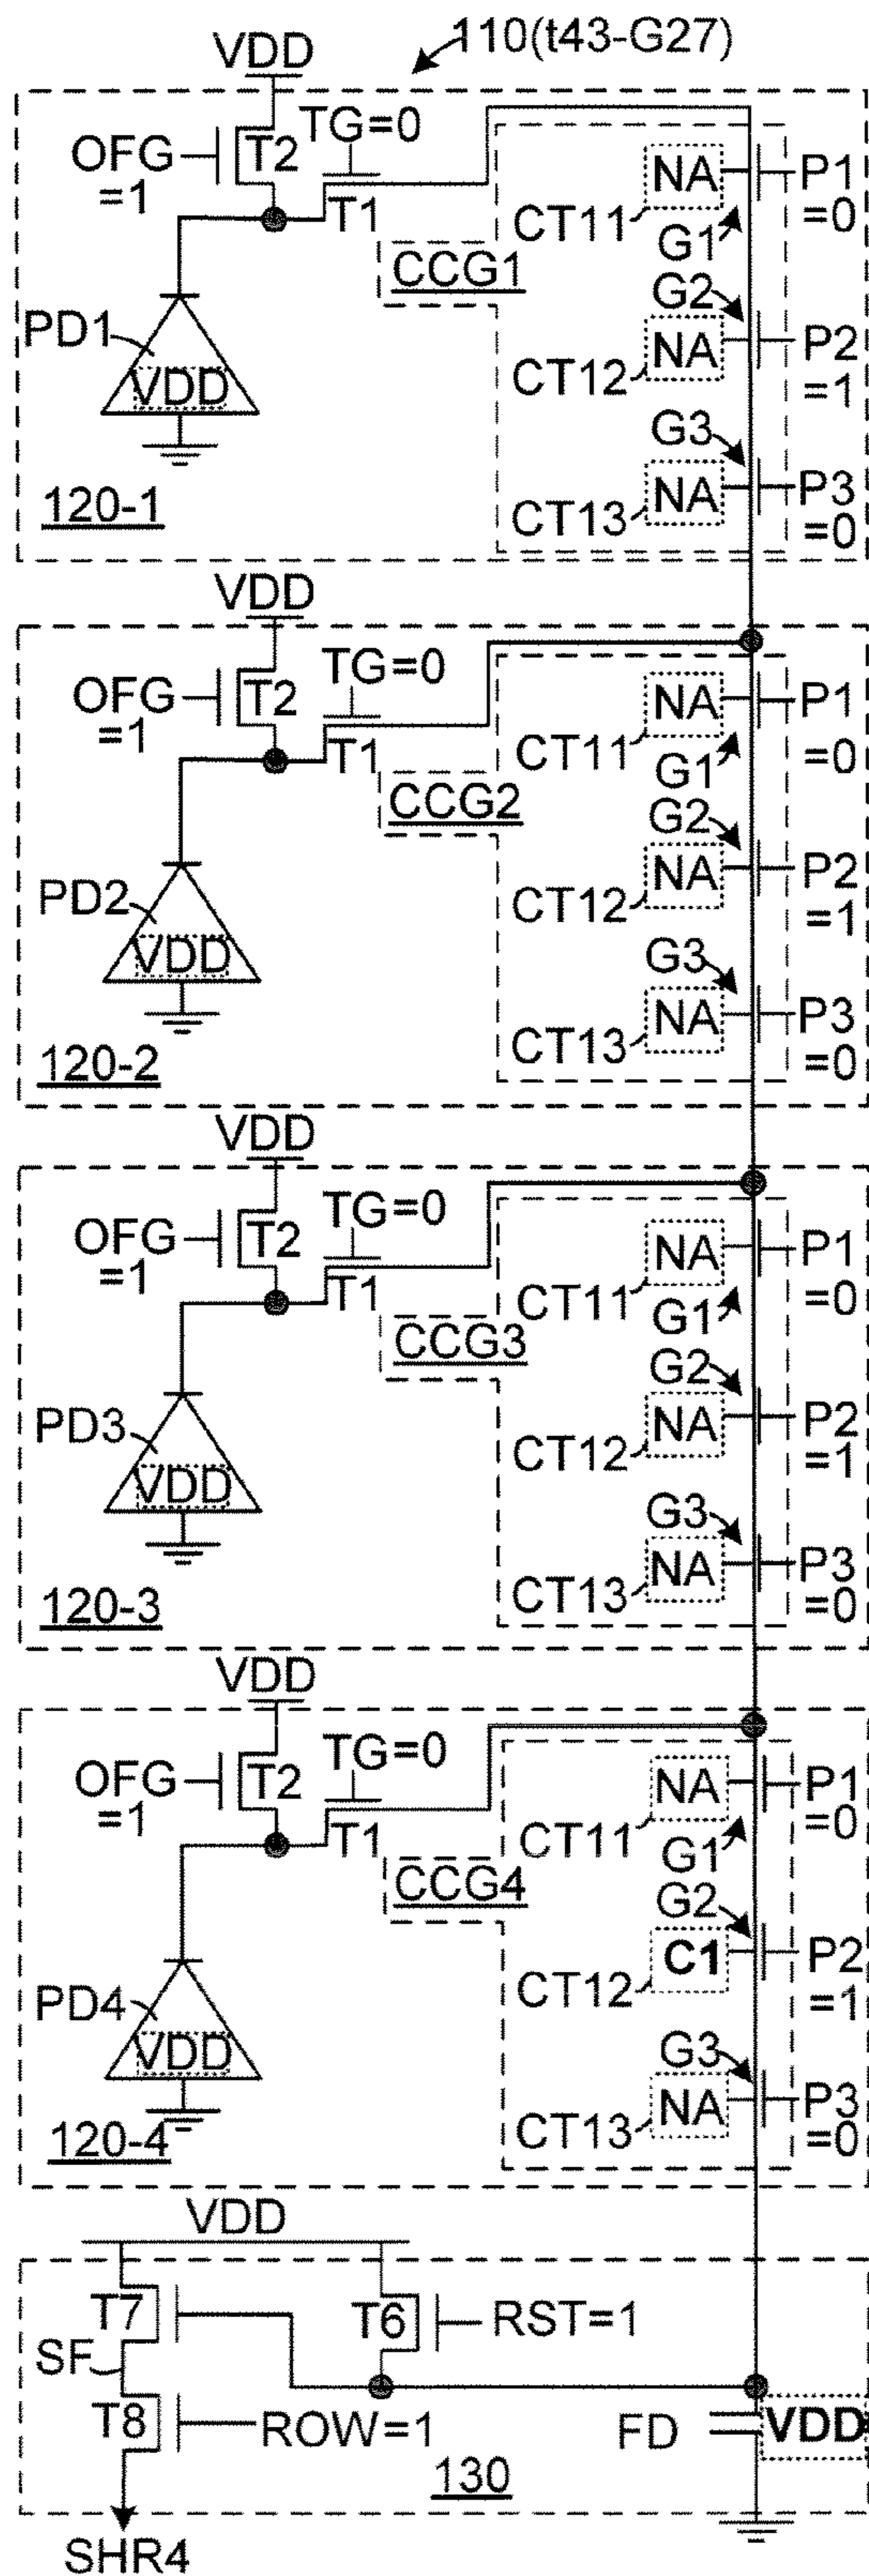 110(t43-G27)
VDD
TG=0
OFG
=1
T2
T1
NA
CT11
P1
=0
G1
CCG1
G2
PD1
VDD
NA
CT12
P2
=1
G3
NA
CT13
P3
=0
120-1
VDD
TG=0
OFG
=1
T2
T1
NA
CT11
P1
=0
G1
CCG2
G2
PD2
VDD
NA
CT12
P2
=1
G3
NA
CT13
P3
=0
120-2
VDD
TG=0
OFG
=1
T2
T1
NA
CT11
P1
=0
G1
CCG3
G2
PD3
VDD
NA
CT12
P2
=1
G3
NA
CT13
P3
=0
120-3
VDD
TG=0
OFG
=1
T2
T1
NA
CT11
P1
=0
G1
CCG4
G2
PD4
VDD
C1
CT12
P2
=1
G3
NA
CT13
P3
=0
120-4
VDD
T7
T6
RST=1
SF
T8
ROW=1
FD
VDD
130
SHR4